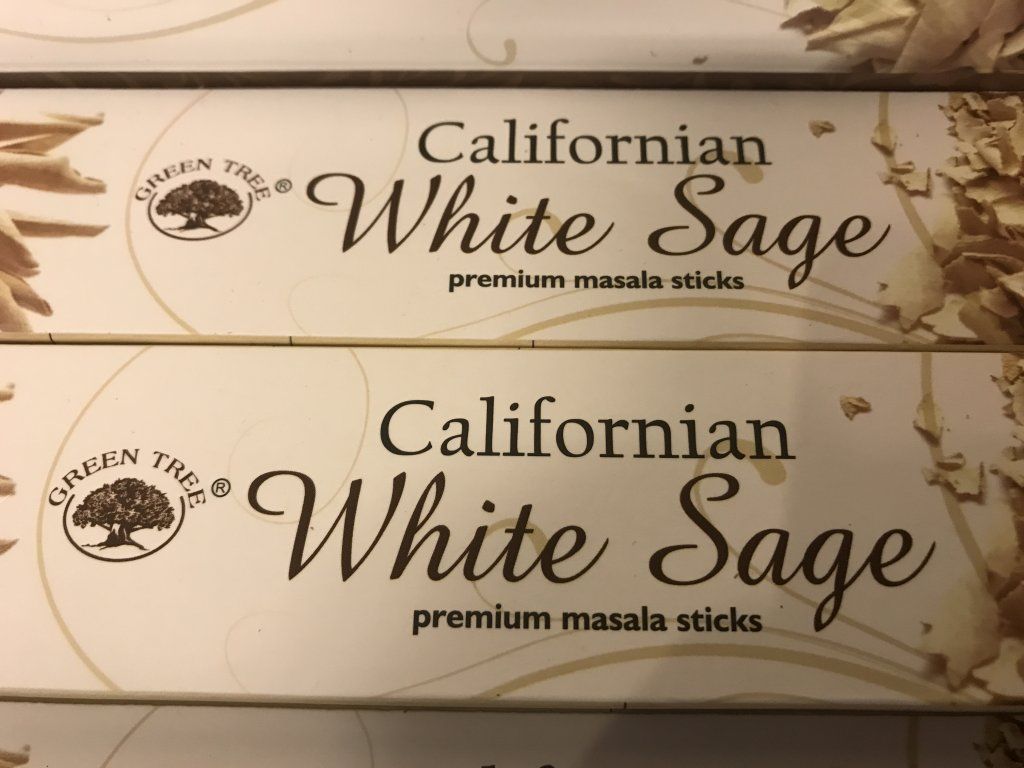 Californian
GREEN TREE ®
White Sage
premium masala sticks
Californian
GREEN TREE ®
White Sage
premium masala sticks